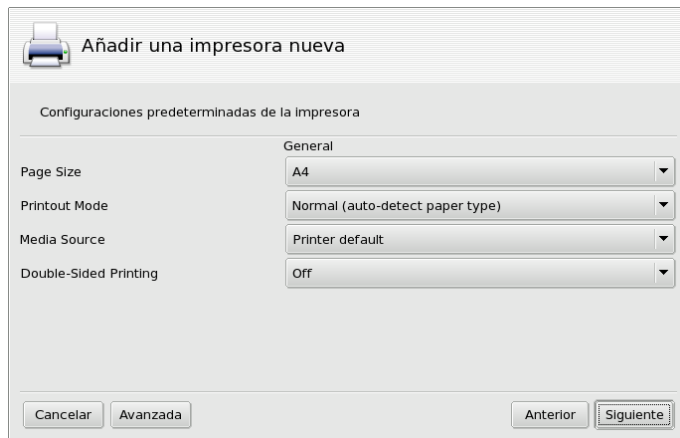 Añadir una impresora nueva
Configuraciones predeterminadas de la impresora
General
Page Size A4
Printout Mode Normal (auto-detect paper type)
Media Source Printer default
Double-Sided Printing Off
Cancelar Avanzada Anterior Siguiente